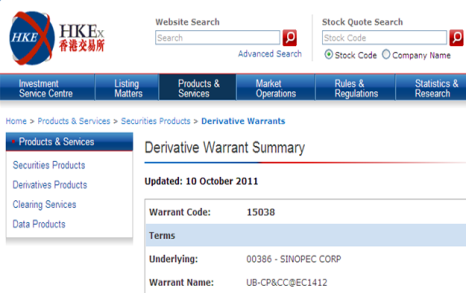 HKEx
HKEx
香港交易所
Website Search
Stock Quote Search
Search
Stock Code
Advanced Search
Stock Code Company Name
Investment Service Centre
Listing Matters
Products & Services
Market Operations
Rules & Regulations
Statistics & Research
Home > Products & Services > Securities Products > Derivative Warrants
Products & Services
Securities Products
Derivatives Products
Clearing Services
Data Products
Derivative Warrant Summary
Updated: 10 October 2011
Warrant Code: 15038
Terms
Underlying: 00386 - SINOPEC CORP
Warrant Name: UB-CP&CC@EC1412